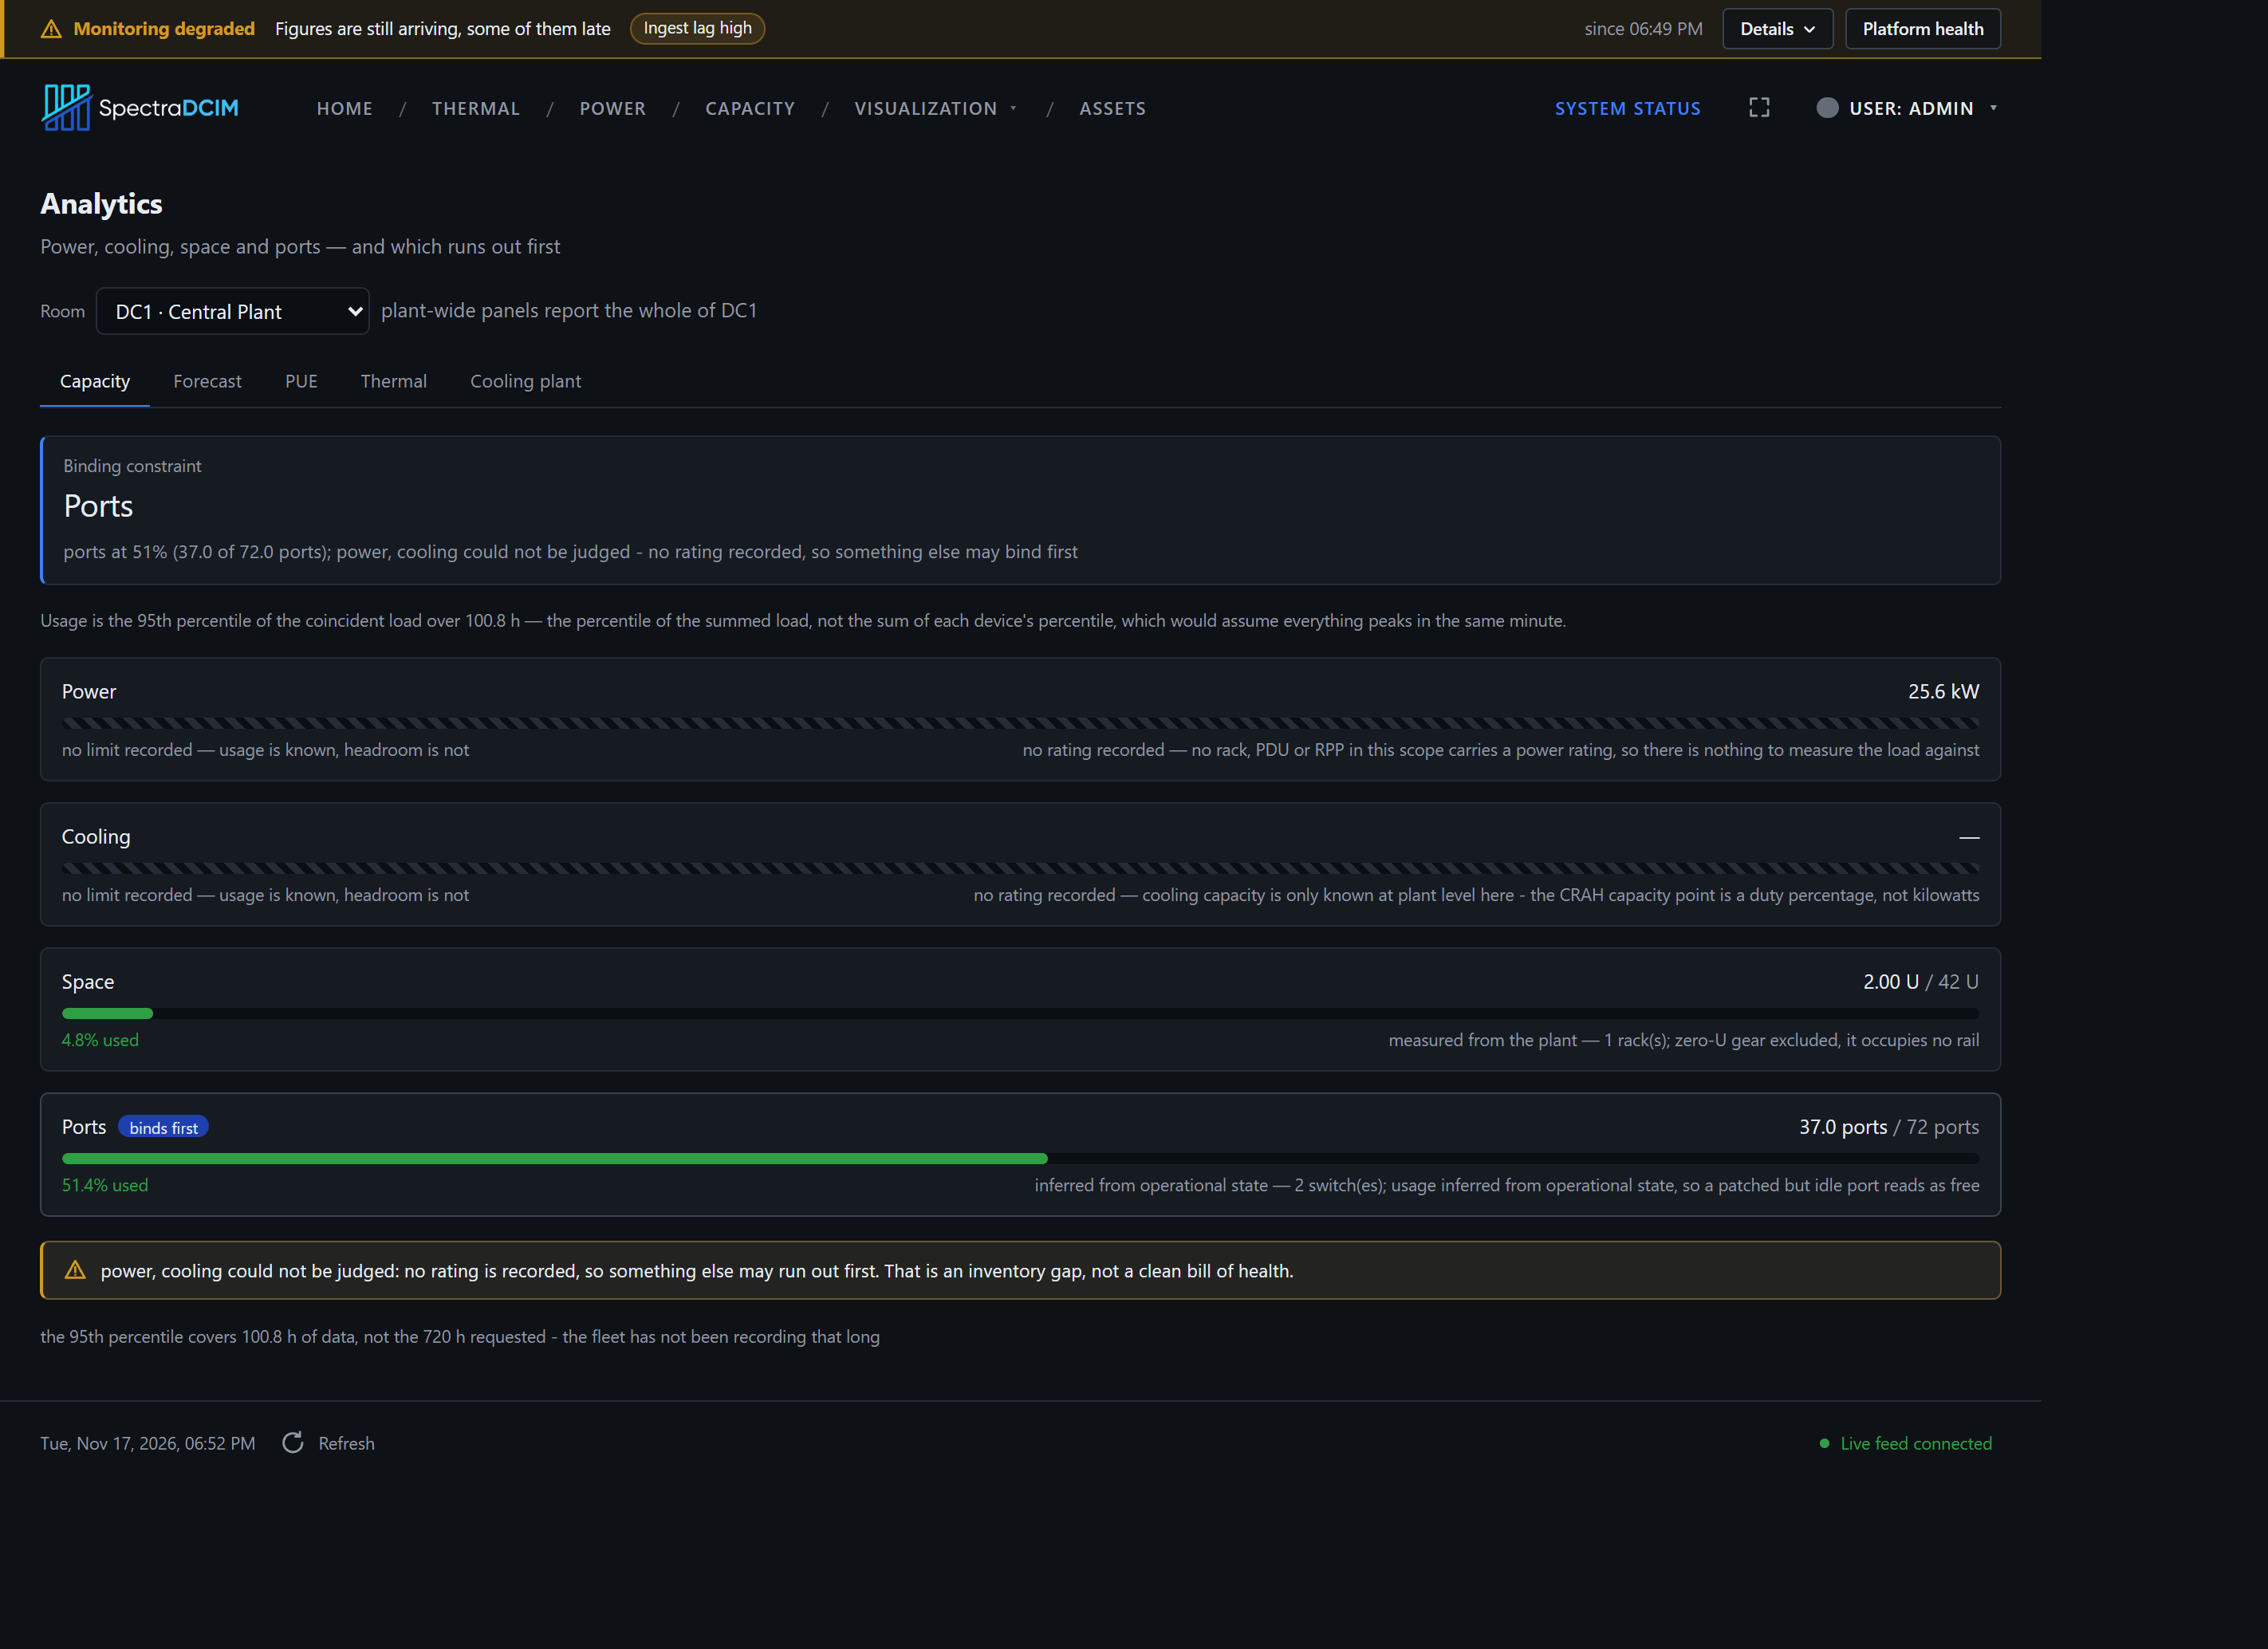 Monitoring degraded Figures are still arriving, some of them late Ingest lag high since 06:49 PM Details Platform health
SpectraDCIM HOME / THERMAL / POWER / CAPACITY / VISUALIZATION / ASSETS SYSTEM STATUS USER: ADMIN
Analytics
Power, cooling, space and ports — and which runs out first
Room DC1 · Central Plant plant-wide panels report the whole of DC1
Capacity Forecast PUE Thermal Cooling plant
Binding constraint
Ports
ports at 51% (37.0 of 72.0 ports); power, cooling could not be judged - no rating recorded, so something else may bind first
Usage is the 95th percentile of the coincident load over 100.8 h — the percentile of the summed load, not the sum of each device's percentile, which would assume everything peaks in the same minute.
Power 25.6 kW
no limit recorded — usage is known, headroom is not no rating recorded — no rack, PDU or RPP in this scope carries a power rating, so there is nothing to measure the load against
Cooling —
no limit recorded — usage is known, headroom is not no rating recorded — cooling capacity is only known at plant level here - the CRAH capacity point is a duty percentage, not kilowatts
Space 2.00 U / 42 U
4.8% used measured from the plant — 1 rack(s); zero-U gear excluded, it occupies no rail
Ports binds first 37.0 ports / 72 ports
51.4% used inferred from operational state — 2 switch(es); usage inferred from operational state, so a patched but idle port reads as free
power, cooling could not be judged: no rating is recorded, so something else may run out first. That is an inventory gap, not a clean bill of health.
the 95th percentile covers 100.8 h of data, not the 720 h requested - the fleet has not been recording that long
Tue, Nov 17, 2026, 06:52 PM Refresh Live feed connected